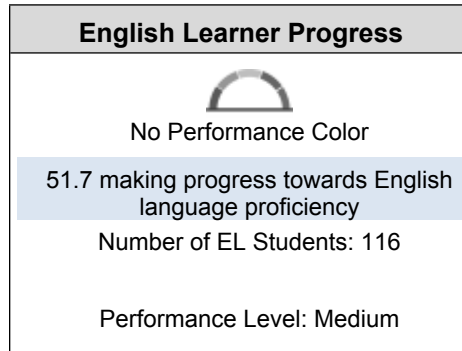 English Learner Progress
No Performance Color
51.7 making progress towards English
language proficiency
Number of EL Students: 116
Performance Level: Medium